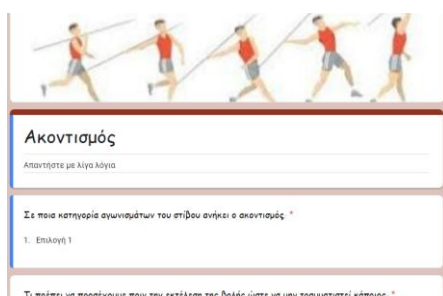 Ακοντισμός
Απαντήστε με λίγα λόγια
Σε ποια κατηγορία αγωνισμάτων του στίβου ανήκει ο ακοντισμός *
1. Επιλογή 1
Τι πρέπει να προσέχουμε πριν την εκτέλεση της βολής ώστε να μην τραυματιστεί κάποιος *